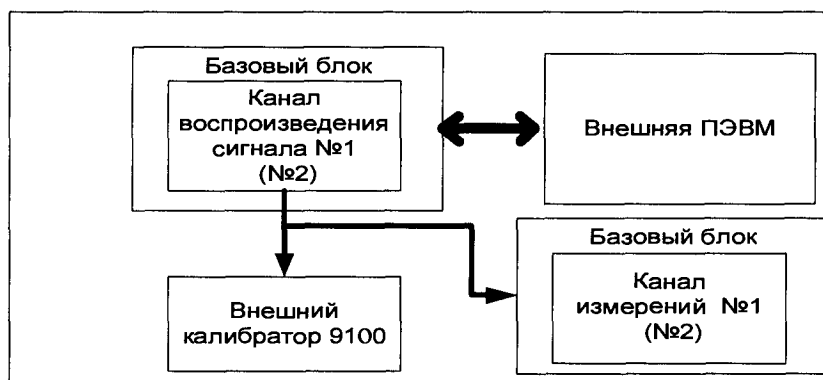 Базовый блок
Канал
воспроизведения
сигнала №1
(№2)
Внешняя ПЭВМ
Внешний
калибратор 9100
Базовый блок
Канал
измерений №1
(№2)